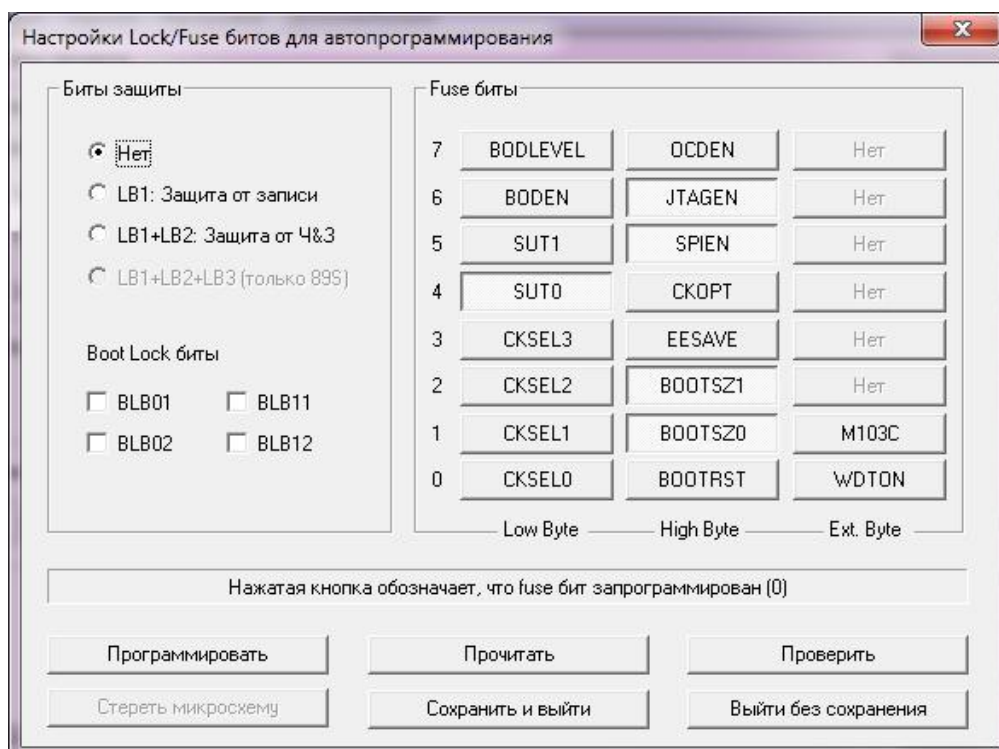 Настройки Lock/Fuse битов для автопрограммирования
Биты защиты
Нет
LB1: Защита от записи
LB1+LB2: Защита от Ч&З
LB1+LB2+LB3 (только 89S)
Boot Lock биты
BLB01 BLB11
BLB02 BLB12
Fuse биты
7 BODLEVEL OCDEN Нет
6 BODEN JTAGEN Нет
5 SUT1 SPIEN Нет
4 SUT0 CKOPT Нет
3 CKSEL3 EESAVE Нет
2 CKSEL2 BOOTSZ1 Нет
1 CKSEL1 BOOTSZ0 M103C
0 CKSEL0 BOOTRST WDTON
Low Byte High Byte Ext. Byte
Нажатая кнопка обозначает, что fuse бит запрограммирован (0)
Программировать Прочитать Проверить
Стереть микросхему Сохранить и выйти Выйти без сохранения